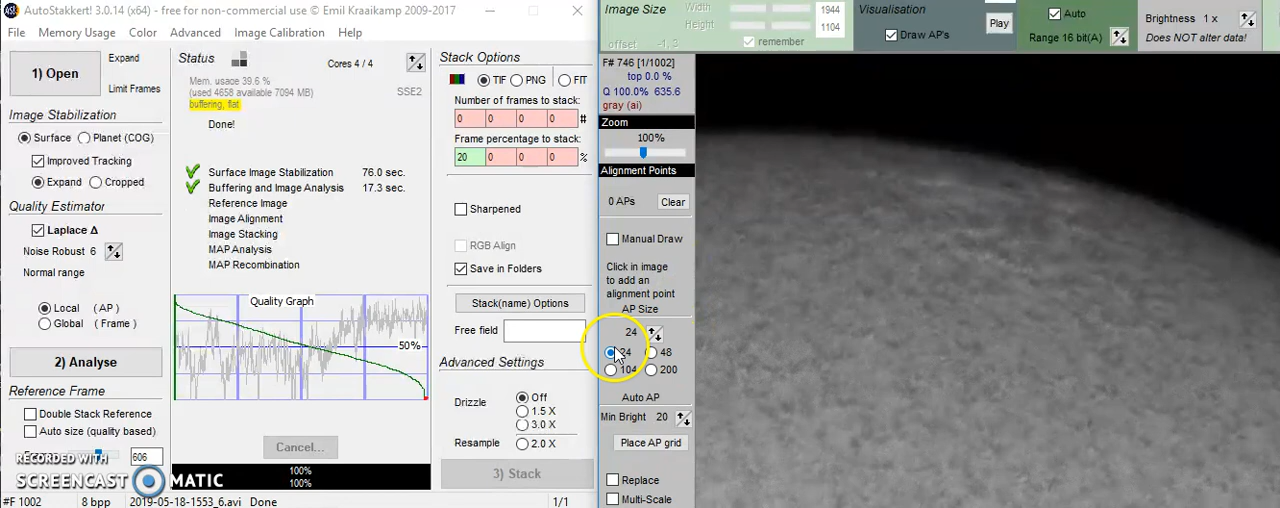 AutoStakkert! 3.0.14 (x64) - free for non-commercial use © Emil Kraaikamp 2009-2017
File Memory Usage Color Advanced Image Calibration Help
1) Open
Expand
Limit Frames
Image Stabilization
Surface Planet (COG)
Improved Tracking
Expand Cropped
Quality Estimator
Laplace Δ
Noise Robust 6
Normal range
Local (AP)
Global (Frame)
2) Analyse
Reference Frame
Double Stack Reference
Auto size (quality based)
606
RECORDED WITH
SCREENCAST MATIC
#F 1002 8 bpp 2019-05-18-1553_6.avi Done 1/1
Status
Cores 4 / 4
Mem. usage 39.6 %
(used 4658 available 7094 MB)
SSE2
buffering, flat
Done!
Surface Image Stabilization 76.0 sec.
Buffering and Image Analysis 17.3 sec.
Reference Image
Image Alignment
Image Stacking
MAP Analysis
MAP Recombination
Quality Graph
50%
Cancel...
100%
100%
Stack Options
TIF PNG FIT
Number of frames to stack:
0 0 0 0 #
Frame percentage to stack:
20 0 0 0 %
Sharpened
RGB Align
Save in Folders
Stack(name) Options
Free field
Advanced Settings
Drizzle Off
1.5 X
3.0 X
Resample 2.0 X
3) Stack
Image Size Width 1944
Height 1104
offset -1, 3 remember
Visualisation
Draw AP's
Play
Auto
Range 16 bit(A)
Brightness 1 x
Does NOT alter data!
F# 746 [1/1002]
top 0.0 %
Q 100.0% 635.6
gray (ai)
Zoom
100%
Alignment Points
0 APs Clear
Manual Draw
Click in image
to add an
alignment point
AP Size
24
24 48
104 200
Auto AP
Min Bright 20
Place AP grid
Replace
Multi-Scale